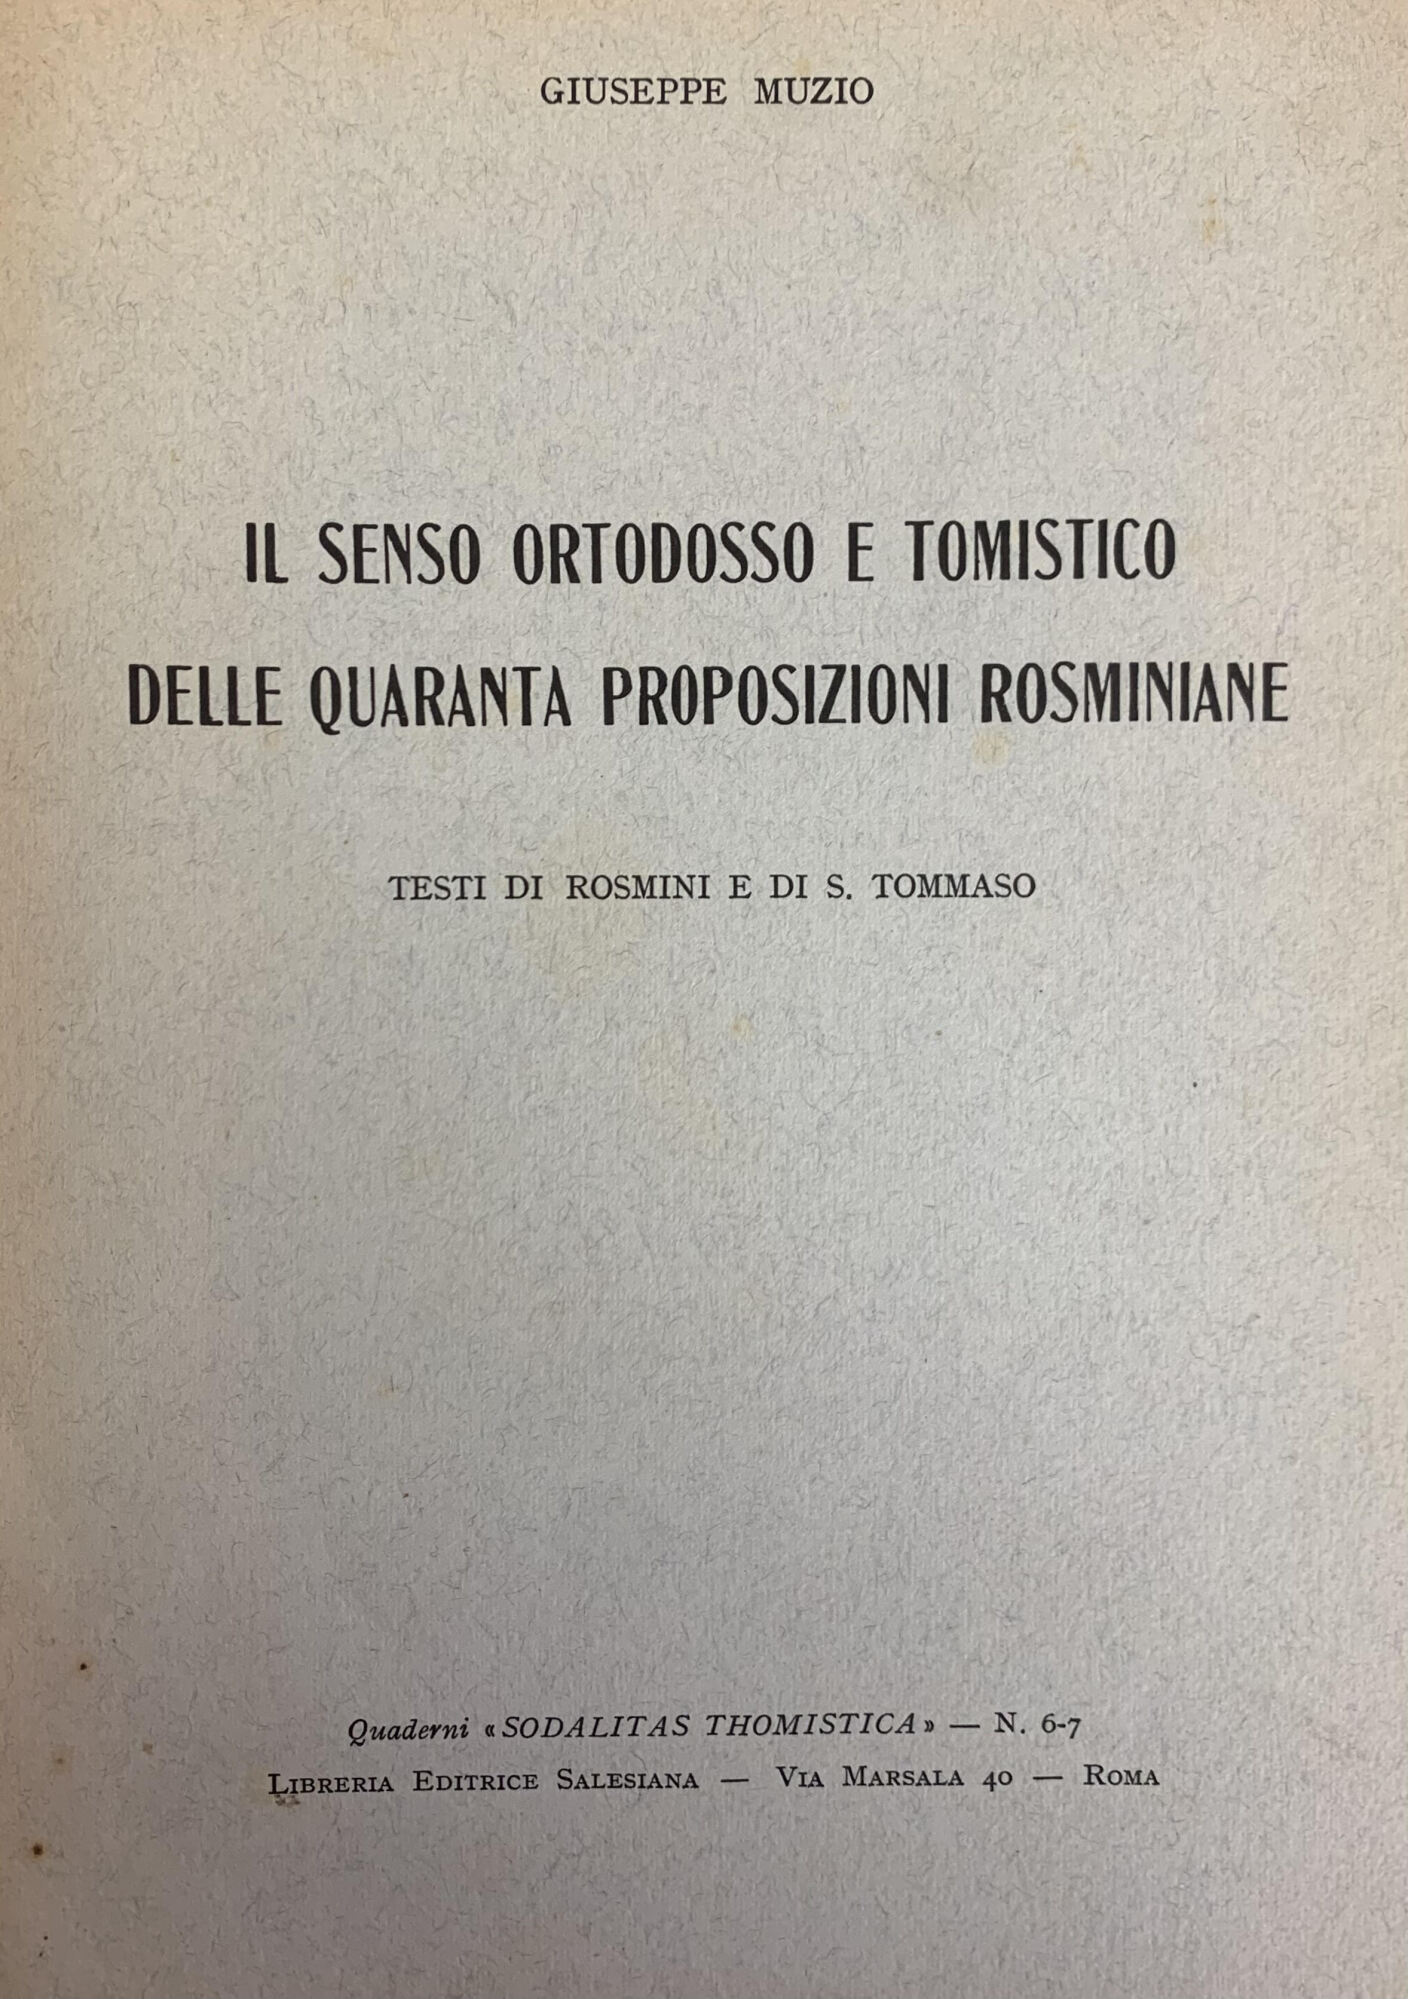 GIUSEPPE MUZIO
IL SENSO ORTODOSSO E TOMISTICO
DELLE QUARANTA PROPOSIZIONI ROSMINIANE
TESTI DI ROSMINI E DI S. TOMMASO
Quaderni «SODALITAS THOMISTICA» — N. 6-7
LIBRERIA EDITRICE SALESIANA — VIA MARSALA 40 — ROMA